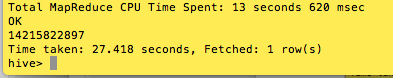 Total MapReduce CPU Time Spent: 13 seconds 620 msec
OK
14215822897
Time taken: 27.418 seconds, Fetched: 1 row(s)
hive>